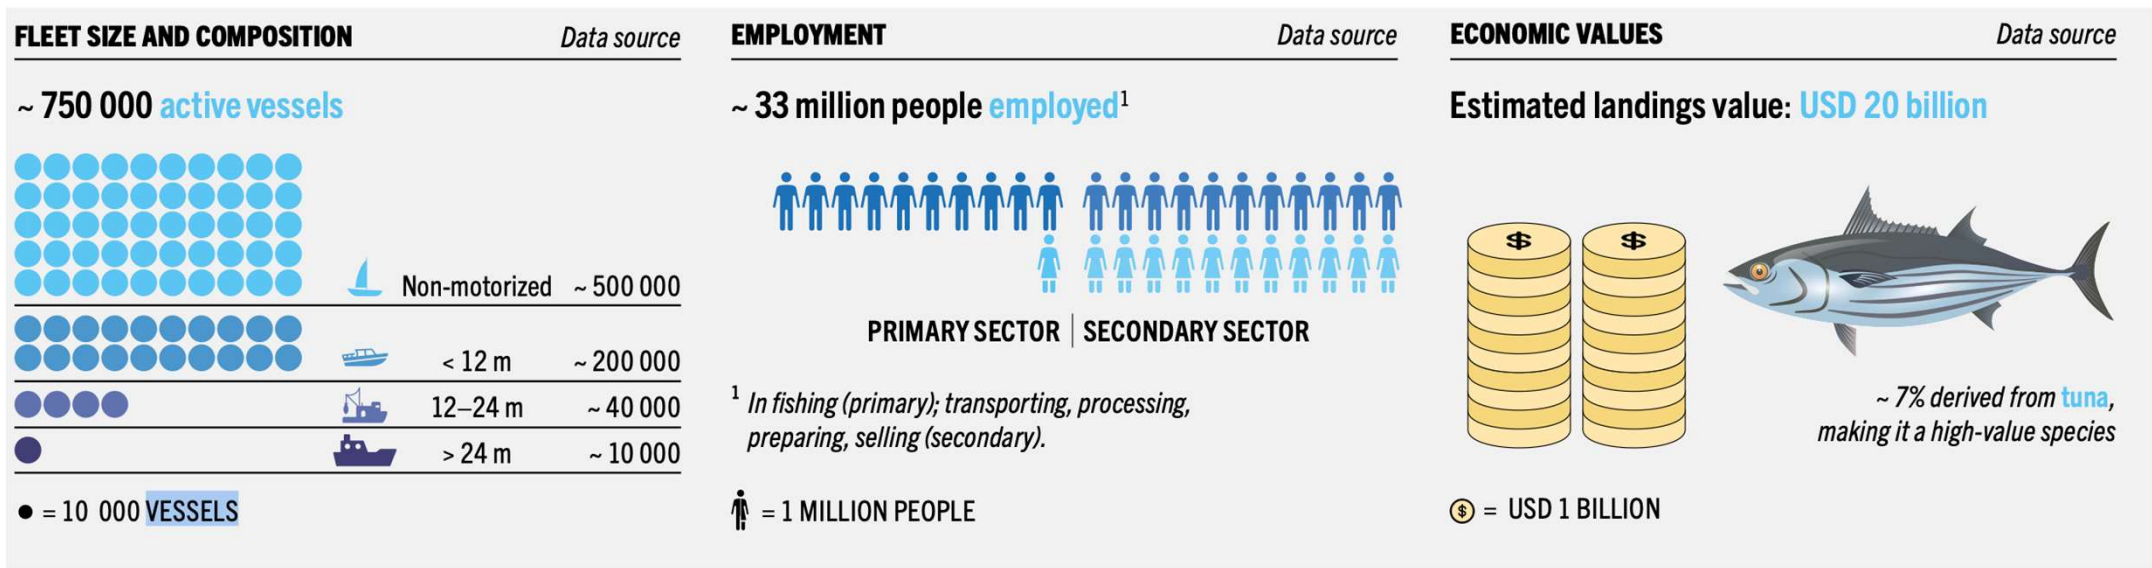 FLEET SIZE AND COMPOSITION
Data source
~ 750 000 active vessels
Non-motorized ~ 500 000
< 12 m ~ 200 000
12–24 m ~ 40 000
> 24 m ~ 10 000
● = 10 000 VESSELS
EMPLOYMENT
Data source
~ 33 million people employed¹
PRIMARY SECTOR | SECONDARY SECTOR
¹ In fishing (primary); transporting, processing,
preparing, selling (secondary).
= 1 MILLION PEOPLE
ECONOMIC VALUES
Data source
Estimated landings value: USD 20 billion
$ $
~ 7% derived from tuna,
making it a high-value species
$ = USD 1 BILLION